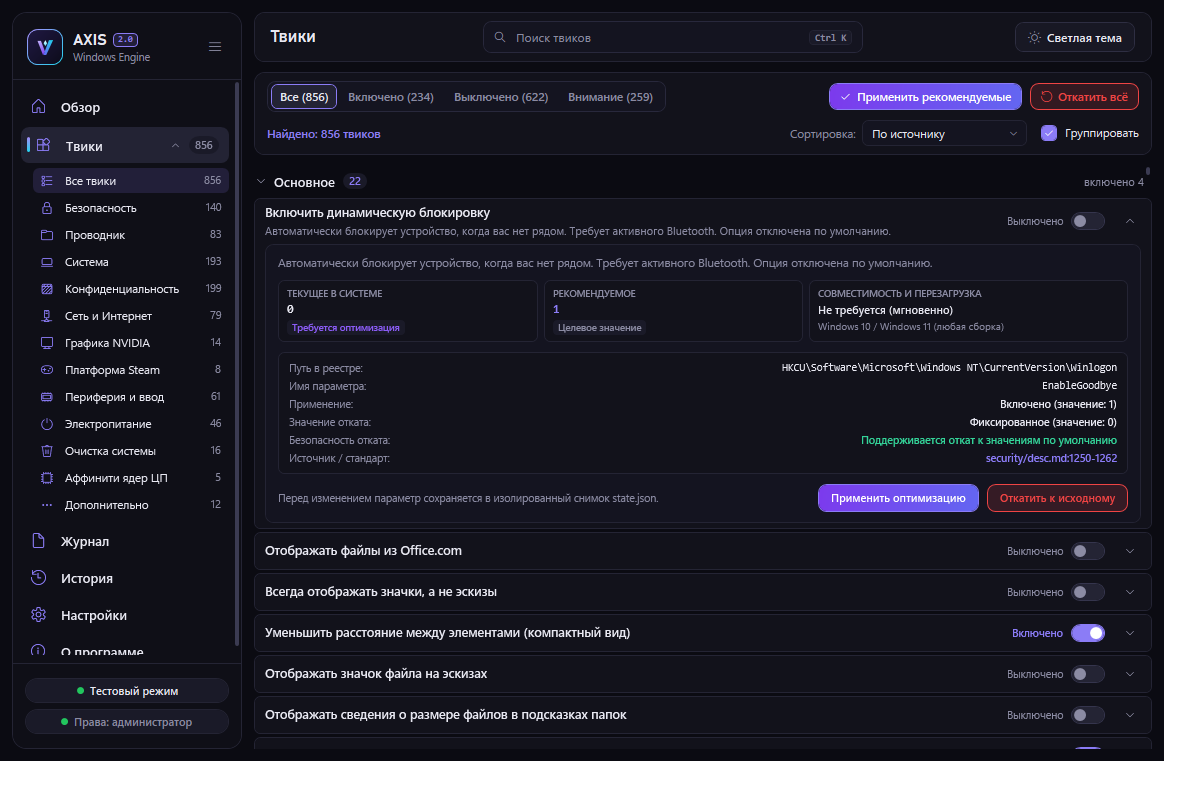 AXIS 2.0
Windows Engine
Обзор
Твики 856
Все твики 856
Безопасность 140
Проводник 83
Система 193
Конфиденциальность 199
Сеть и Интернет 79
Графика NVIDIA 14
Платформа Steam 8
Периферия и ввод 61
Электропитание 46
Очистка системы 16
Аффинити ядер ЦП 5
Дополнительно 12
Журнал
История
Настройки
О программе
Тестовый режим
Права: администратор
Твики
Поиск твиков Ctrl K
Светлая тема
Все (856) Включено (234) Выключено (622) Внимание (259)
Применить рекомендуемые Откатить всё
Найдено: 856 твиков
Сортировка: По источнику Группировать
Основное 22 включено 4
Включить динамическую блокировку
Автоматически блокирует устройство, когда вас нет рядом. Требует активного Bluetooth. Опция отключена по умолчанию.
Выключено
Автоматически блокирует устройство, когда вас нет рядом. Требует активного Bluetooth. Опция отключена по умолчанию.
ТЕКУЩЕЕ В СИСТЕМЕ
0
Требуется оптимизация
РЕКОМЕНДУЕМОЕ
1
Целевое значение
СОВМЕСТИМОСТЬ И ПЕРЕЗАГРУЗКА
Не требуется (мгновенно)
Windows 10 / Windows 11 (любая сборка)
Путь в реестре: HKCU\Software\Microsoft\Windows NT\CurrentVersion\Winlogon
Имя параметра: EnableGoodbye
Применение: Включено (значение: 1)
Значение отката: Фиксированное (значение: 0)
Безопасность отката: Поддерживается откат к значениям по умолчанию
Источник / стандарт: security/desc.md:1250-1262
Перед изменением параметр сохраняется в изолированный снимок state.json.
Применить оптимизацию Откатить к исходному
Отображать файлы из Office.com Выключено
Всегда отображать значки, а не эскизы Выключено
Уменьшить расстояние между элементами (компактный вид) Включено
Отображать значок файла на эскизах Выключено
Отображать сведения о размере файлов в подсказках папок Выключено